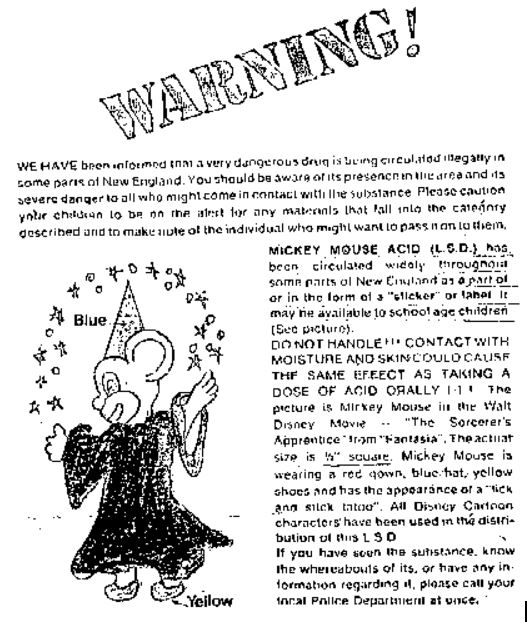 WARNING!
WE HAVE been informed that a very dangerous drug is being circulated illegally in
some parts of New England. You should be aware of its presence in the area and its
severe danger to all who might come in contact with the substance. Please caution
your children to be on the alert for any materials that fall into the category
described and to make note of the individual who might want to pass it on to them.
MICKEY MOUSE ACID (L.S.D.) has
been circulated widely throughout
some parts of New England as a part of
or in the form of a "sticker" or label. It
may be available to school age children
(See picture).
DO NOT HANDLE!!! CONTACT WITH
MOISTURE AND SKIN COULD CAUSE
THE SAME EFFECT AS TAKING A
DOSE OF ACID ORALLY The
picture is Mickey Mouse in the Walt
Disney Movie -- "The Sorcerer's
Apprentice" from "Fantasia". The actual
size is ½" square. Mickey Mouse is
wearing a red gown, blue hat, yellow
shoes and has the appearance of a "lick
and stick tatoo". All Disney Cartoon
characters have been used in the distri-
bution of this L.S.D.
If you have seen the substance, know
the whereabouts of its, or have any in-
formation regarding it, please call your
local Police Department at once.
Blue
Yellow